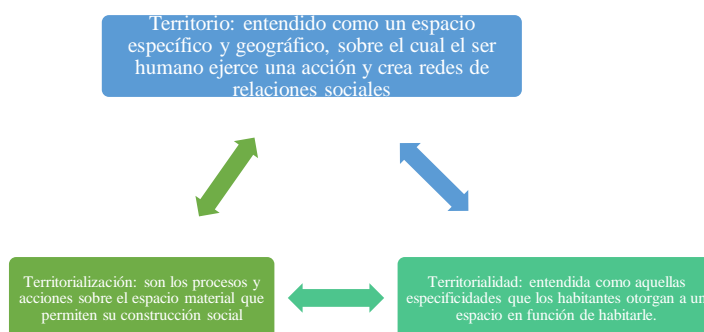 Territorio: entendido como un espacio
específico y geográfico, sobre el cual el ser
humano ejerce una acción y crea redes de
relaciones sociales
Territorialización: son los procesos y
acciones sobre el espacio material que
permiten su construcción social
Territorialidad: entendida como aquellas
especificidades que los habitantes otorgan a un
espacio en función de habitarle.